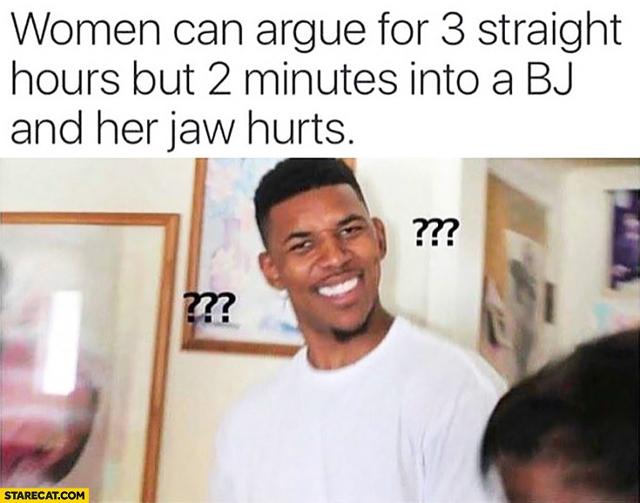 Women can argue for 3 straight
hours but 2 minutes into a BJ
and her jaw hurts.
???
???
STARECAT.COM